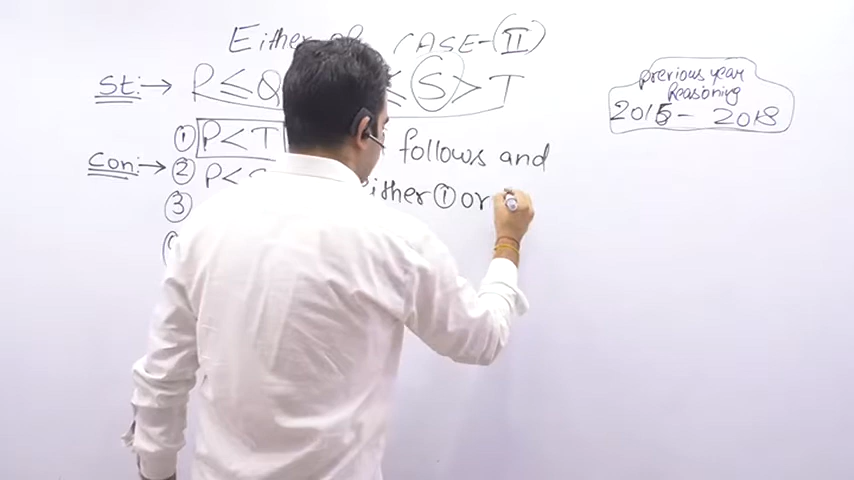 Either or CASE-(II)
St:→ P ≤ Q ≤ (S) > T
① P < T follows and
Con:→ ② P < either ① or
③
previous year
Reasoning
2015 - 2018